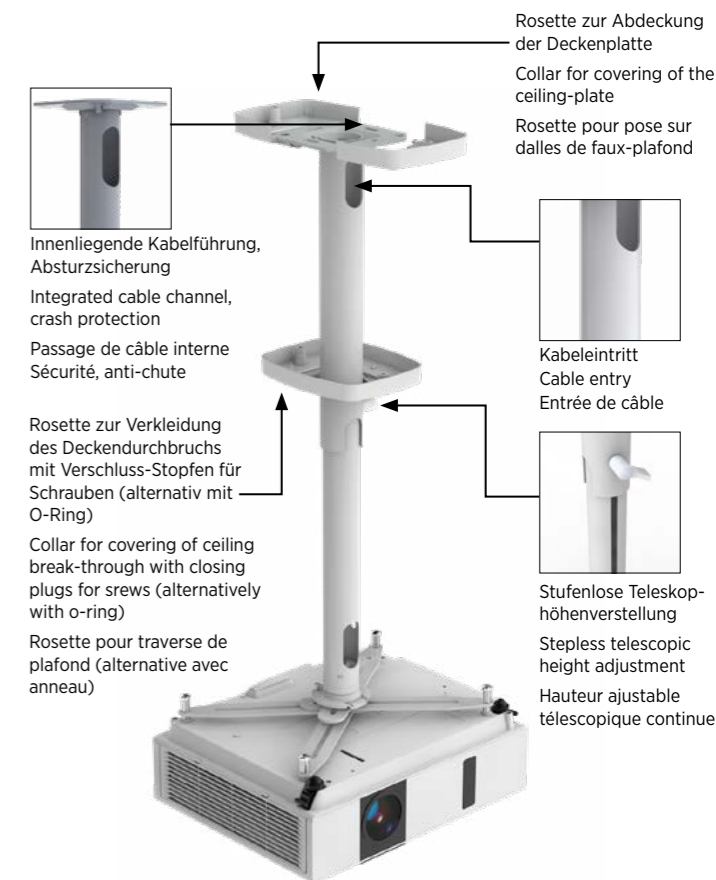 Rosette zur Abdeckung
der Deckenplatte
Collar for covering of the
ceiling-plate
Rosette pour pose sur
dalles de faux-plafond
Innenliegende Kabelführung,
Absturzsicherung
Integrated cable channel,
crash protection
Passage de câble interne
Sécurité, anti-chute
Kabeleintritt
Cable entry
Entrée de câble
Rosette zur Verkleidung
des Deckendurchbruchs
mit Verschluss-Stopfen für
Schrauben (alternativ mit
O-Ring)
Collar for covering of ceiling
break-through with closing
plugs for srews (alternatively
with o-ring)
Rosette pour traverse de
plafond (alternative avec
anneau)
Stufenlose Teleskop-
höhenverstellung
Stepless telescopic
height adjustment
Hauteur ajustable
télescopique continue